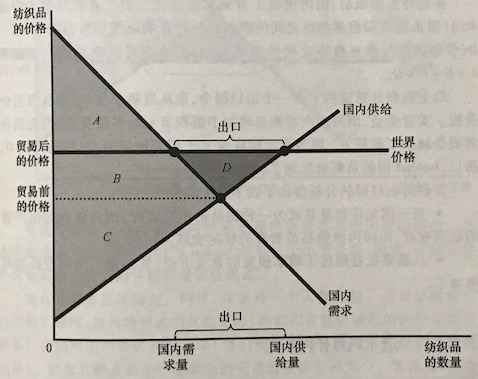 纺织品
的价格
A
出口
国内供给
贸易后
的价格
世界
价格
B
D
贸易前
的价格
C
国内
需求
出口
0
国内需
求量
国内供
给量
纺织品
的数量